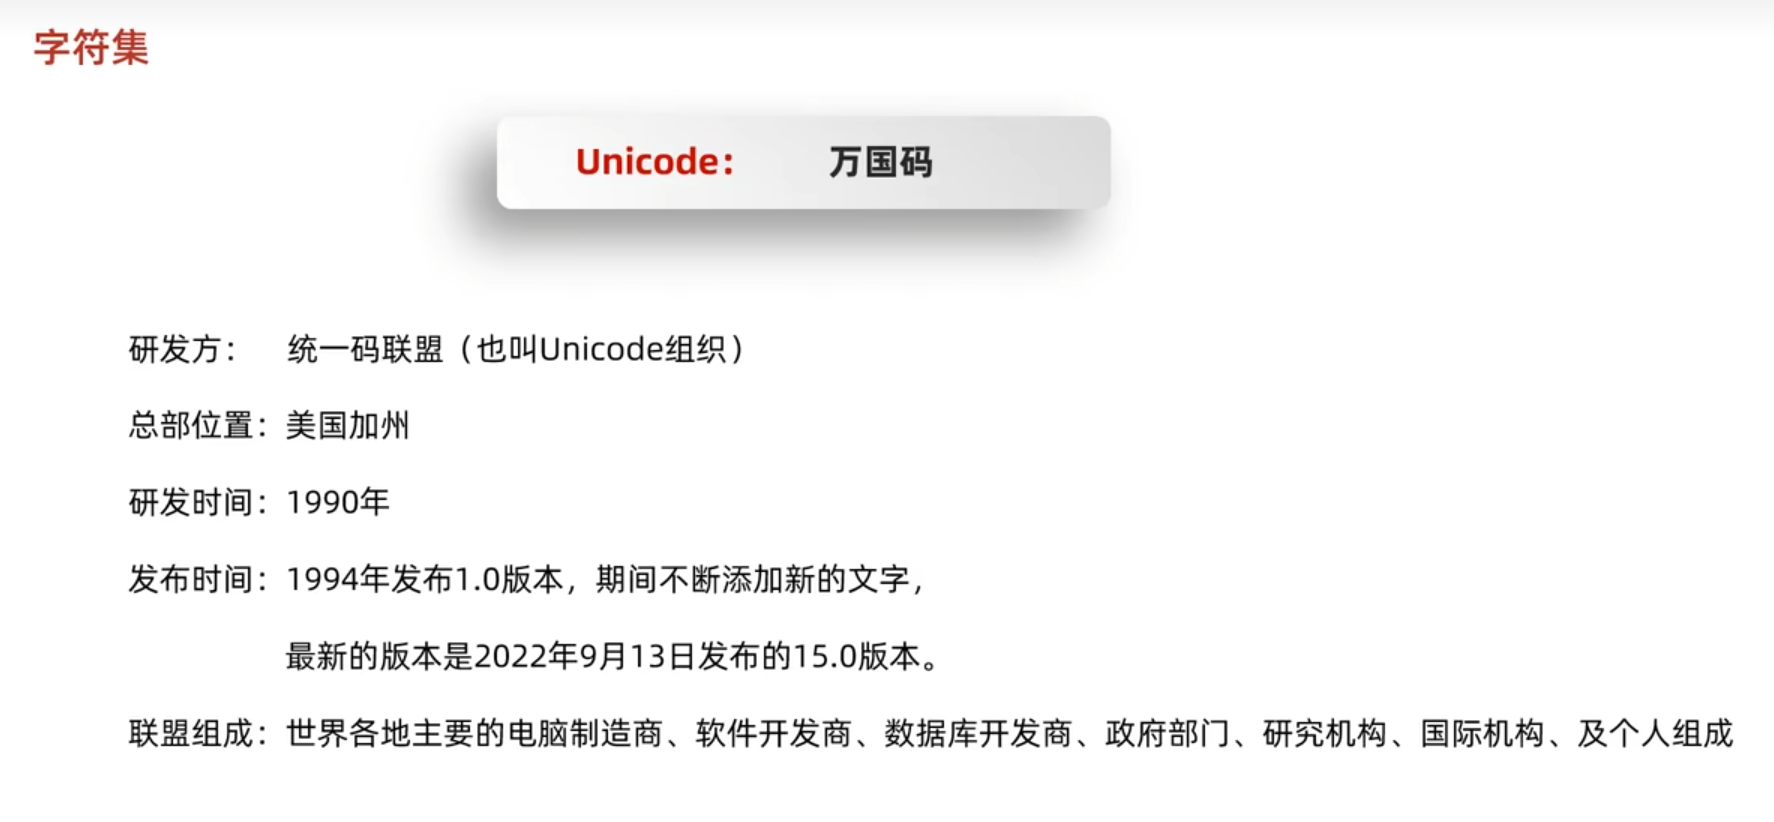 字符集
Unicode： 万国码
研发方： 统一码联盟（也叫Unicode组织）
总部位置：美国加州
研发时间：1990年
发布时间：1994年发布1.0版本，期间不断添加新的文字，
最新的版本是2022年9月13日发布的15.0版本。
联盟组成：世界各地主要的电脑制造商、软件开发商、数据库开发商、政府部门、研究机构、国际机构、及个人组成